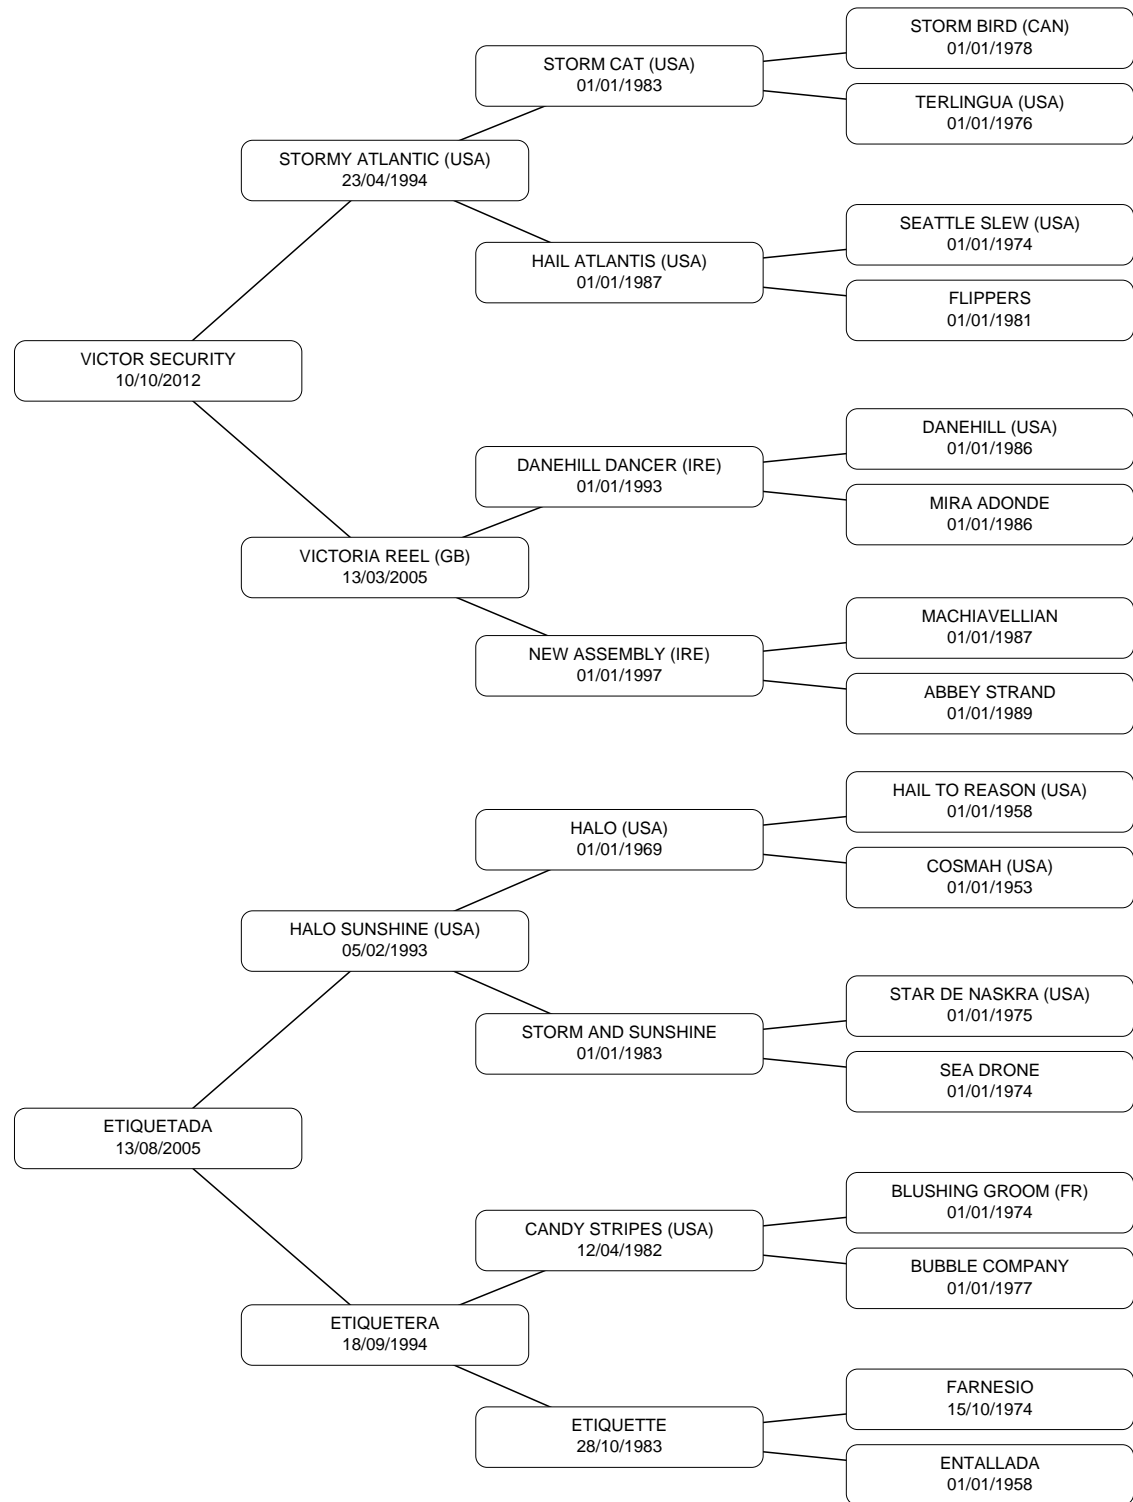 STORM BIRD (CAN)
01/01/1978
STORM CAT (USA)
01/01/1983
TERLINGUA (USA)
01/01/1976
STORMY ATLANTIC (USA)
23/04/1994
SEATTLE SLEW (USA)
01/01/1974
HAIL ATLANTIS (USA)
01/01/1987
FLIPPERS
01/01/1981
VICTOR SECURITY
10/10/2012
DANEHILL (USA)
01/01/1986
DANEHILL DANCER (IRE)
01/01/1993
MIRA ADONDE
01/01/1986
VICTORIA REEL (GB)
13/03/2005
MACHIAVELLIAN
01/01/1987
NEW ASSEMBLY (IRE)
01/01/1997
ABBEY STRAND
01/01/1989
HAIL TO REASON (USA)
01/01/1958
HALO (USA)
01/01/1969
COSMAH (USA)
01/01/1953
HALO SUNSHINE (USA)
05/02/1993
STAR DE NASKRA (USA)
01/01/1975
STORM AND SUNSHINE
01/01/1983
SEA DRONE
01/01/1974
ETIQUETADA
13/08/2005
BLUSHING GROOM (FR)
01/01/1974
CANDY STRIPES (USA)
12/04/1982
BUBBLE COMPANY
01/01/1977
ETIQUETERA
18/09/1994
FARNESIO
15/10/1974
ETIQUETTE
28/10/1983
ENTALLADA
01/01/1958